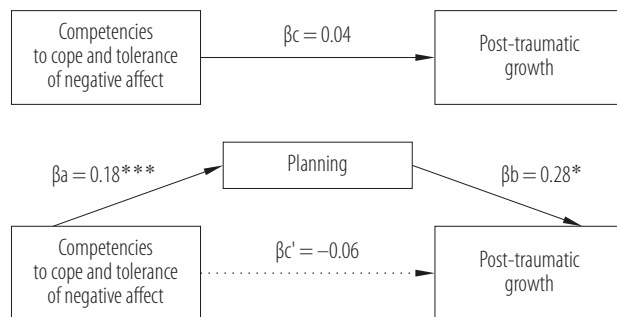 Competencies
to cope and tolerance
of negative affect
βc = 0.04
Post-traumatic
growth
Planning
βa = 0.18***
βb = 0.28*
Competencies
to cope and tolerance
of negative affect
βc' = –0.06
Post-traumatic
growth